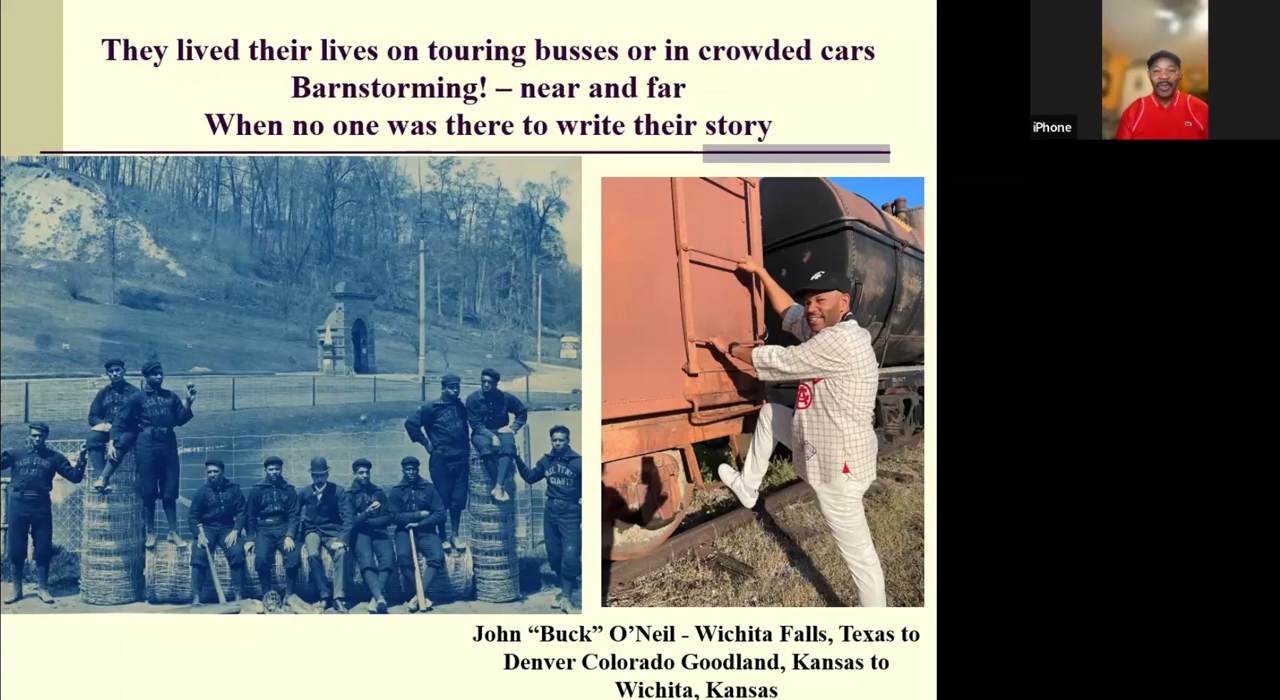 They lived their lives on touring busses or in crowded cars
Barnstorming! – near and far
When no one was there to write their story
iPhone
John “Buck” O’Neil - Wichita Falls, Texas to
Denver Colorado Goodland, Kansas to
Wichita, Kansas